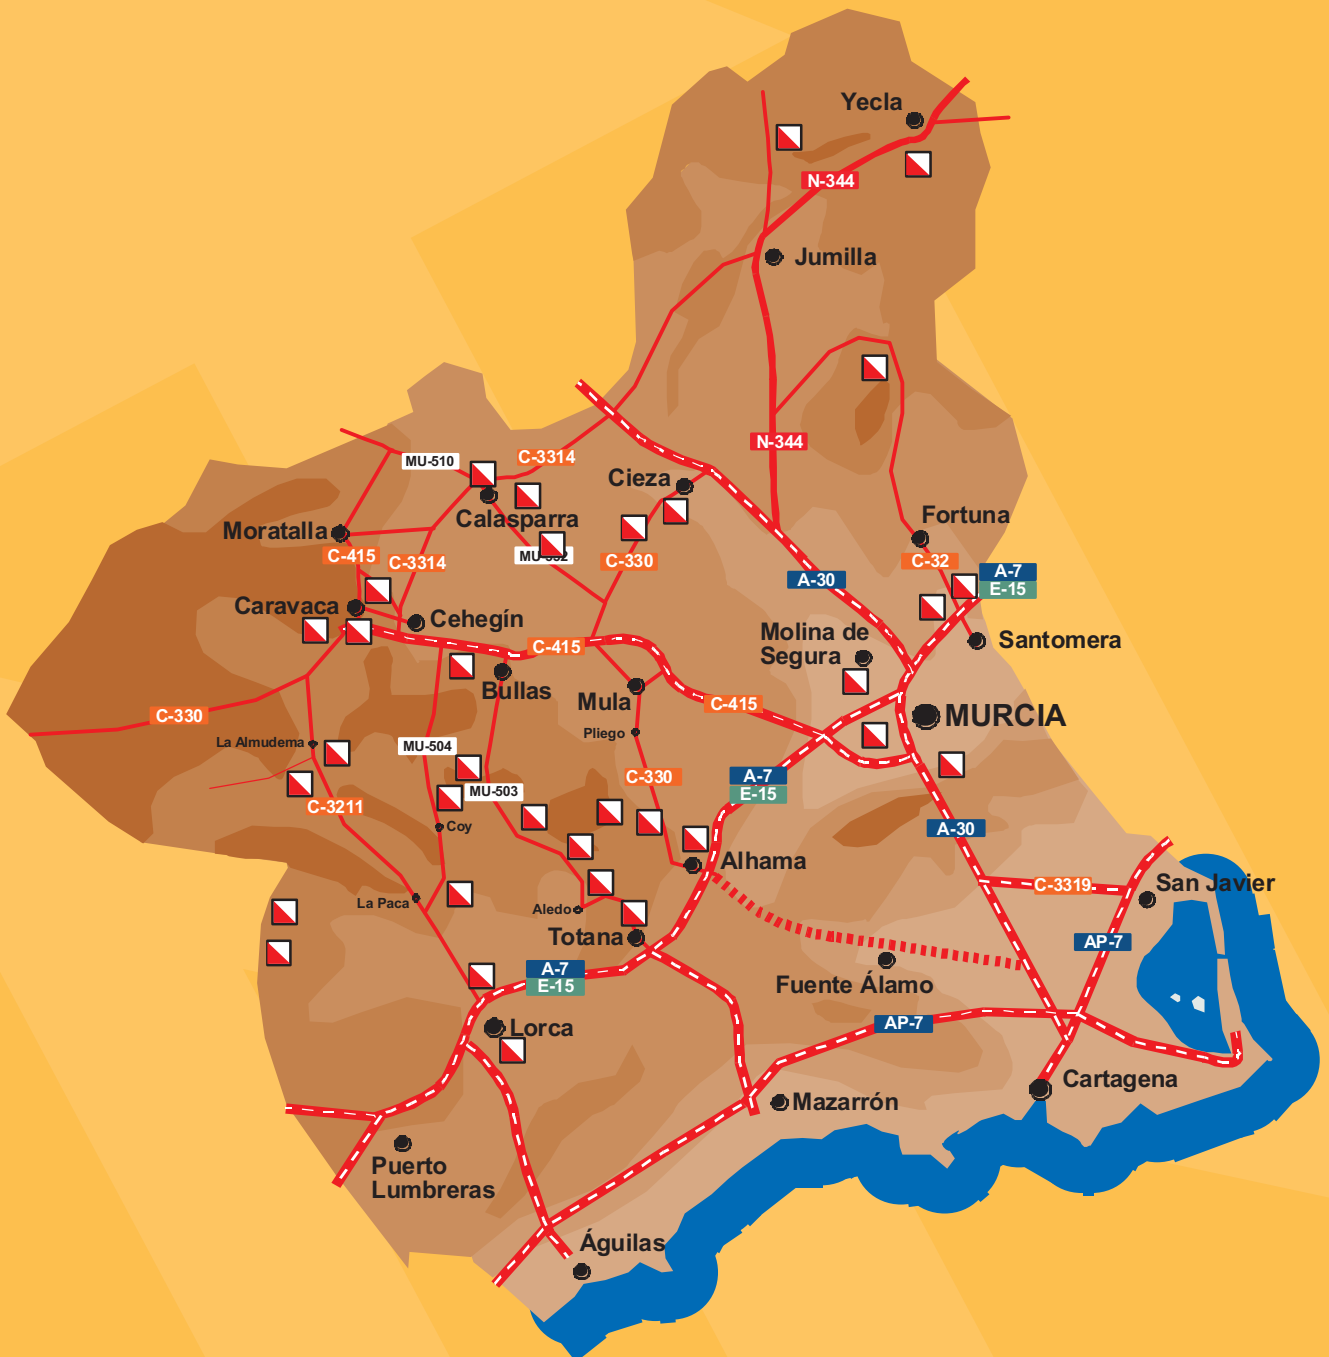 Yecla
N-344
Jumilla
N-344
MU-510
C-3314
Cieza
Calasparra
Moratalla
Fortuna
C-415
C-3314
MU-552
C-330
C-32
A-7
E-15
A-30
Caravaca
Cehegín
Molina de
Segura
Santomera
C-415
Bullas
Mula
C-415
MURCIA
C-330
Pliego
La Almudema
MU-504
C-330
A-7
E-15
MU-503
C-3211
Coy
A-30
Alhama
C-3319
San Javier
La Paca
Aledo
Totana
AP-7
A-7
E-15
Fuente Álamo
Lorca
AP-7
Cartagena
Mazarrón
Puerto
Lumbreras
Águilas